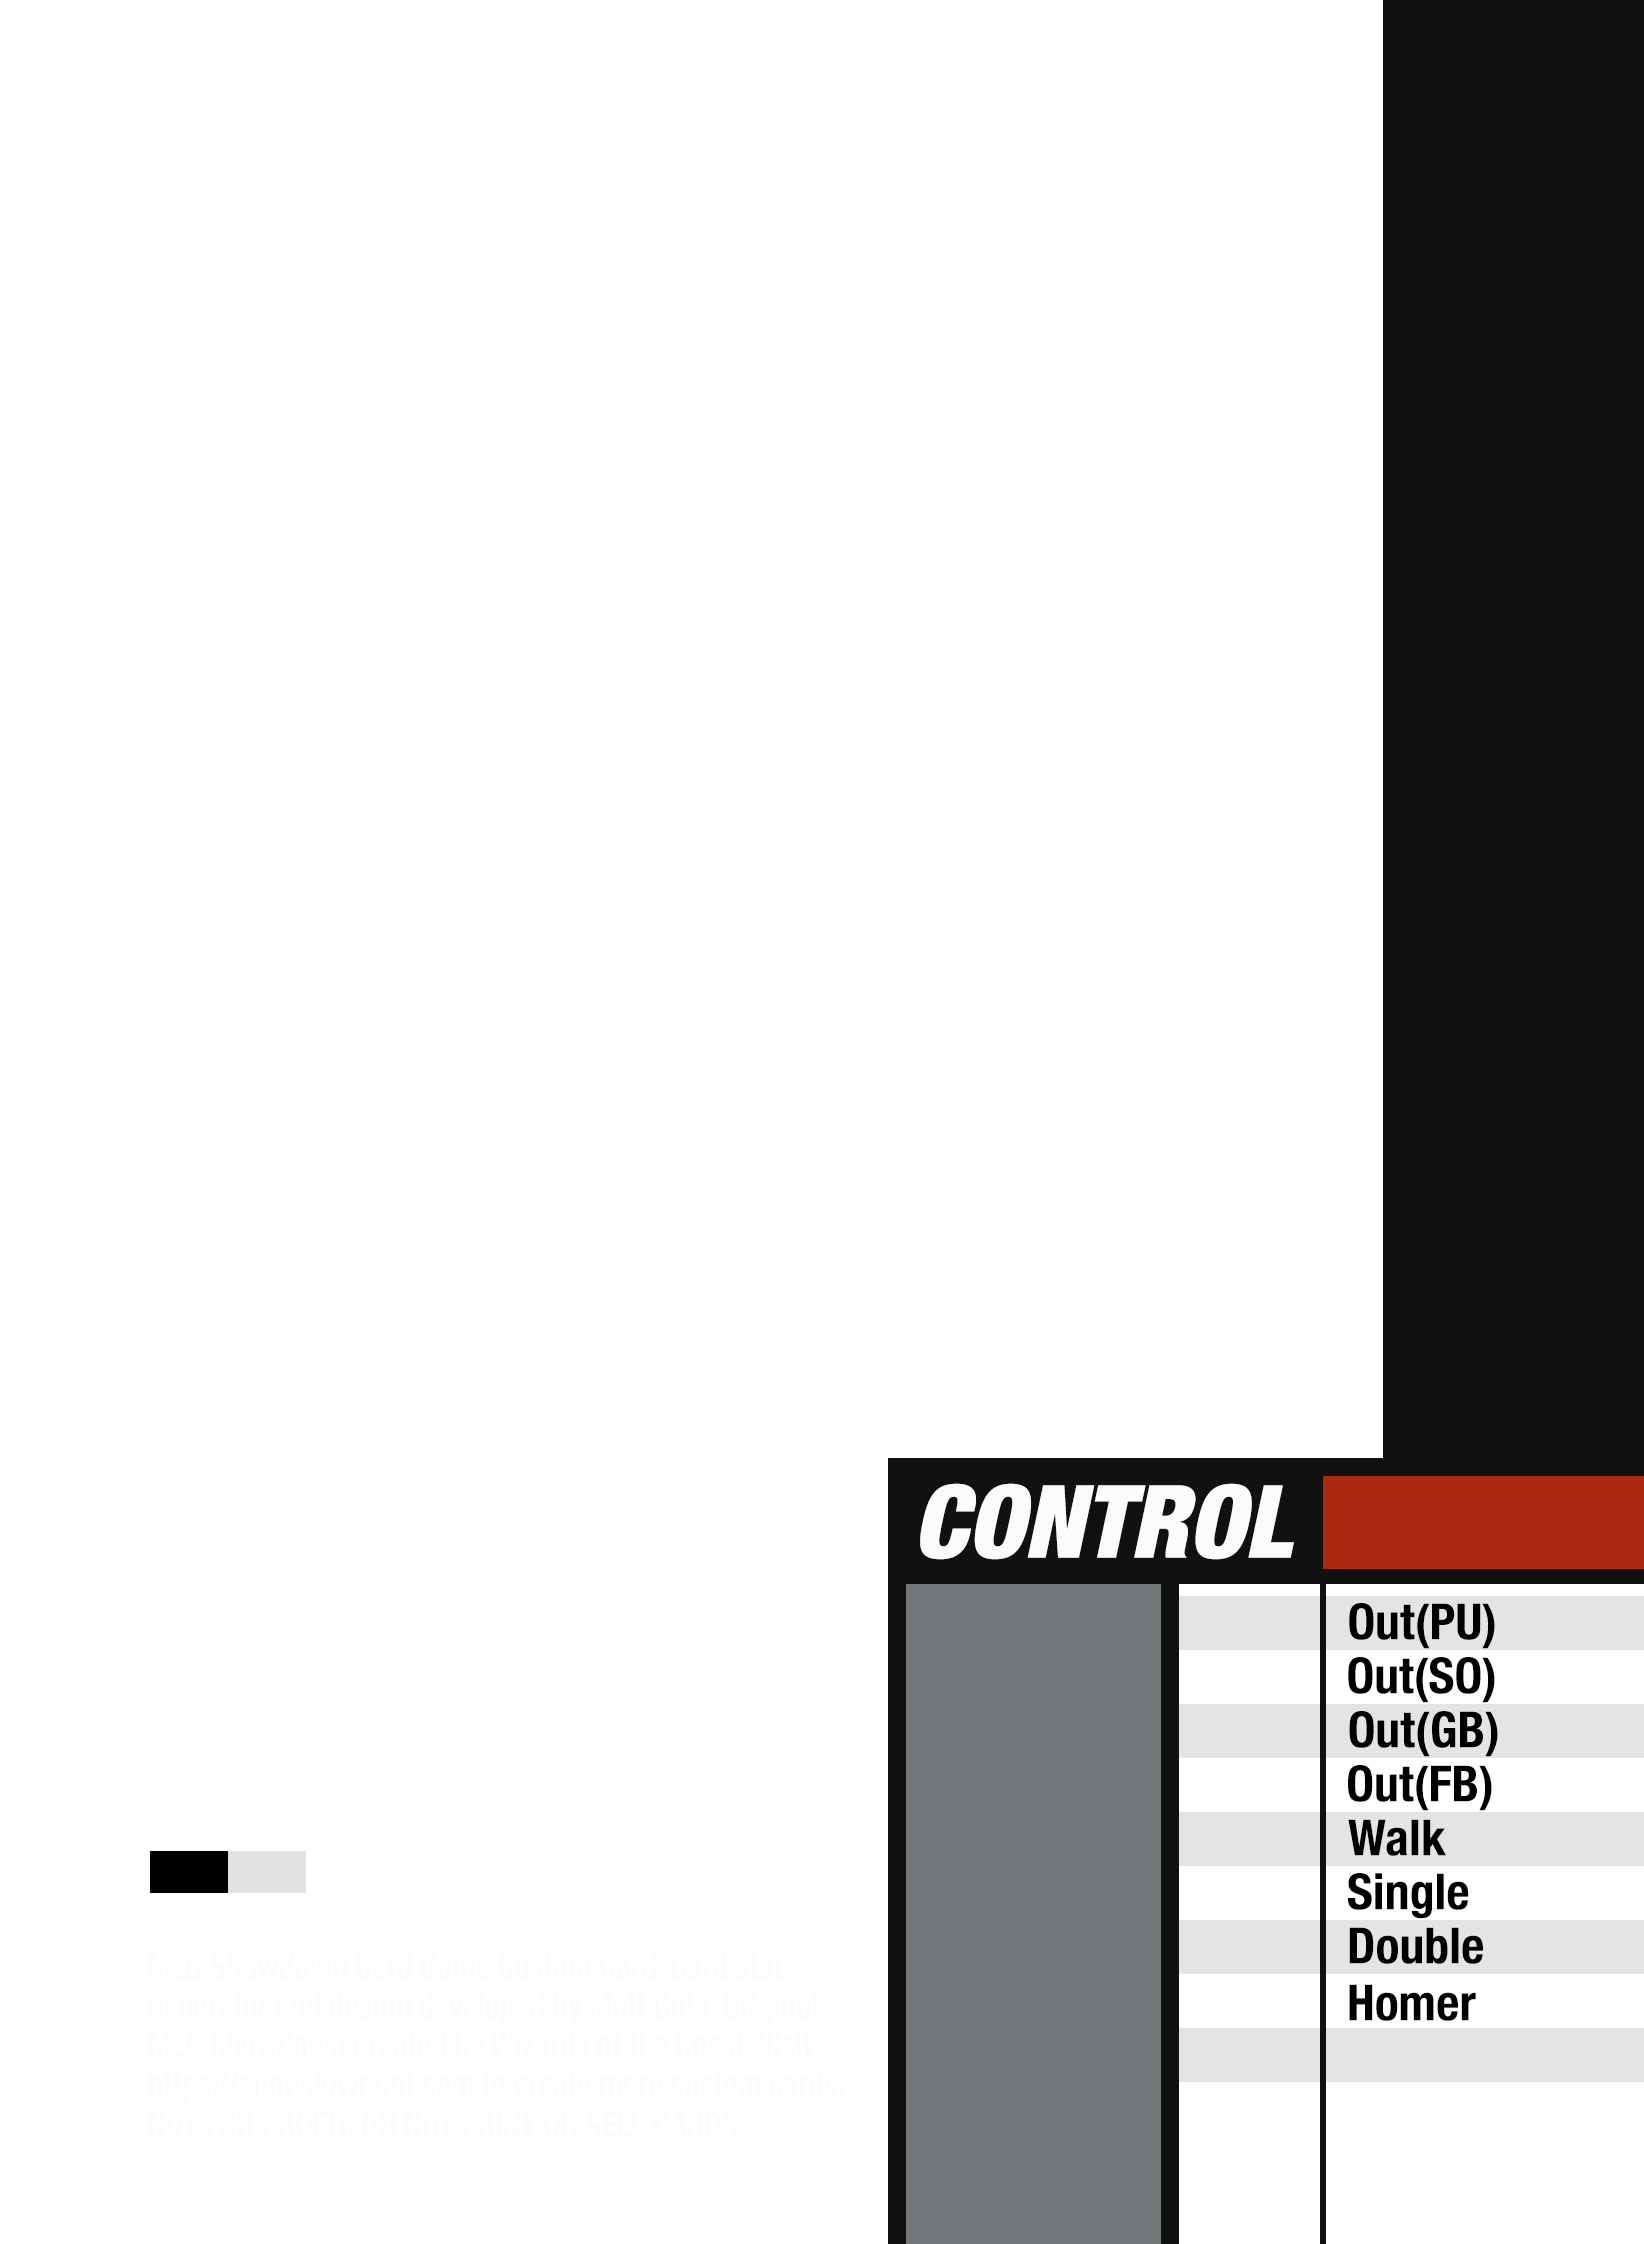 CONTROL
Out(PU)
Out(SO)
Out(GB)
Out(FB)
Walk
Single
Double
Homer
MLB Showdown Card Game Custom Card. Card stat
generator and design developed by Matt Gula. Original
MLB Showdown created by Wizards of the Coast. Visit
https://showdownbot.com to create more custom cards.
NOT FOR PROFIT. DO NOT PRINT OR SELL CARDS.